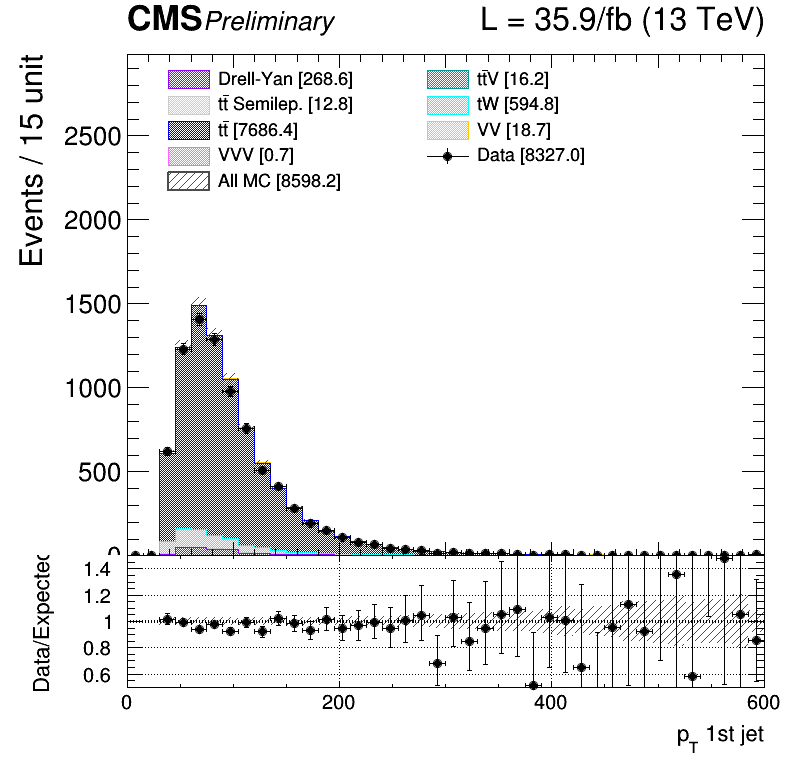 CMS Preliminary L = 35.9/fb (13 TeV)
Events / 15 unit
Drell-Yan [268.6]
tt̄ Semilep. [12.8]
tt̄ [7686.4]
VVV [0.7]
All MC [8598.2]
tt̄V [16.2]
tW [594.8]
VV [18.7]
Data [8327.0]
2500
2000
1500
1000
500
0
Data/Expected
1.4
1.2
1
0.8
0.6
0 200 400 600
p_T 1st jet